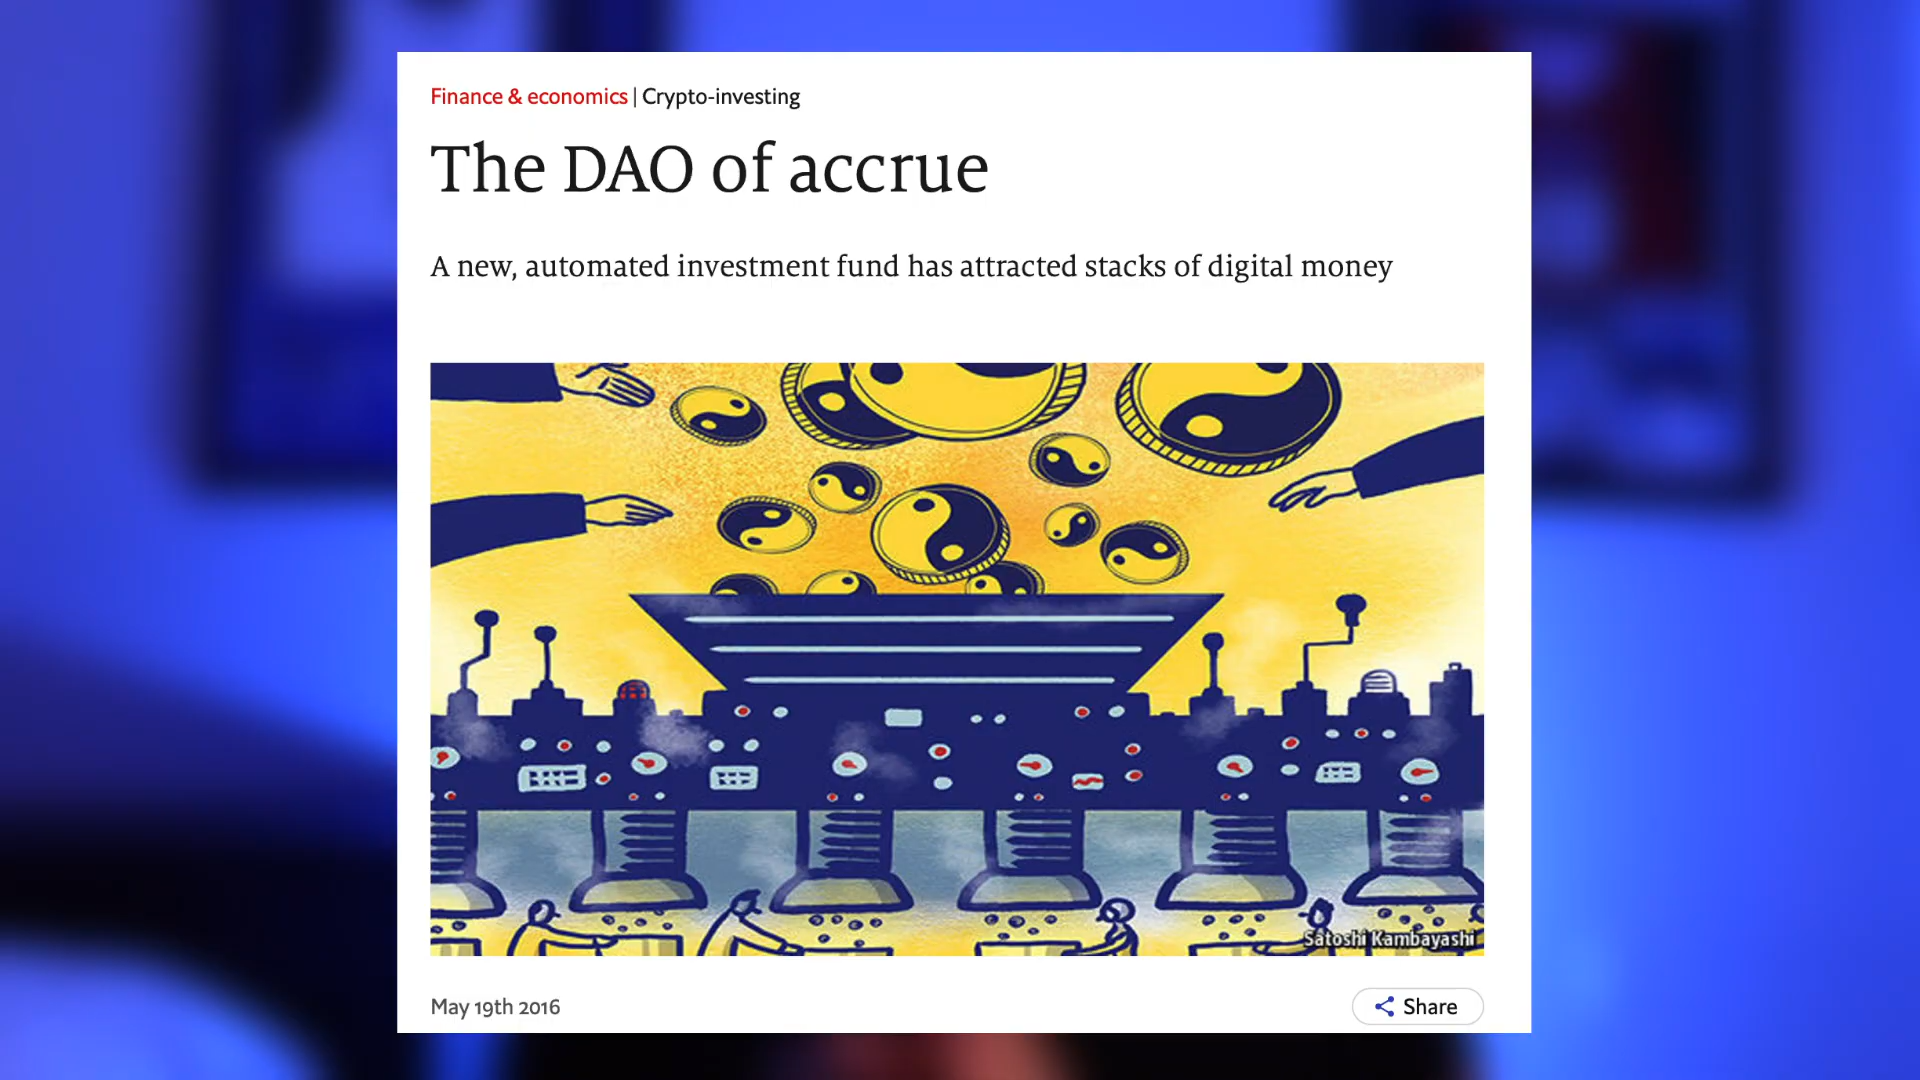 Finance & economics | Crypto-investing
The DAO of accrue
A new, automated investment fund has attracted stacks of digital money
Satoshi Kambayashi
May 19th 2016
Share